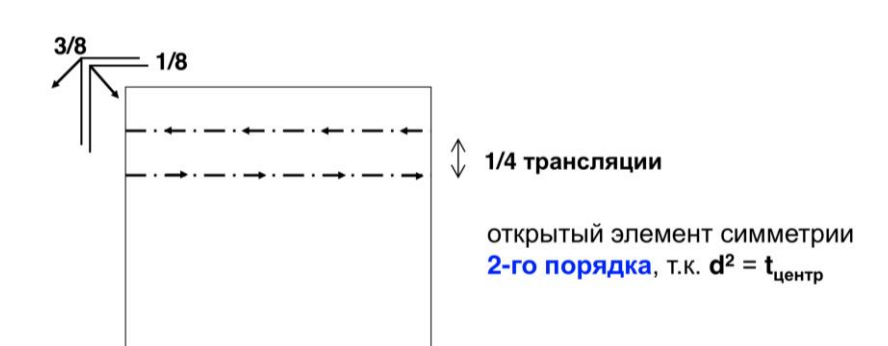 3/8
1/8
1/4 трансляции
открытый элемент симметрии
2-го порядка, т.к. d² = tцентр